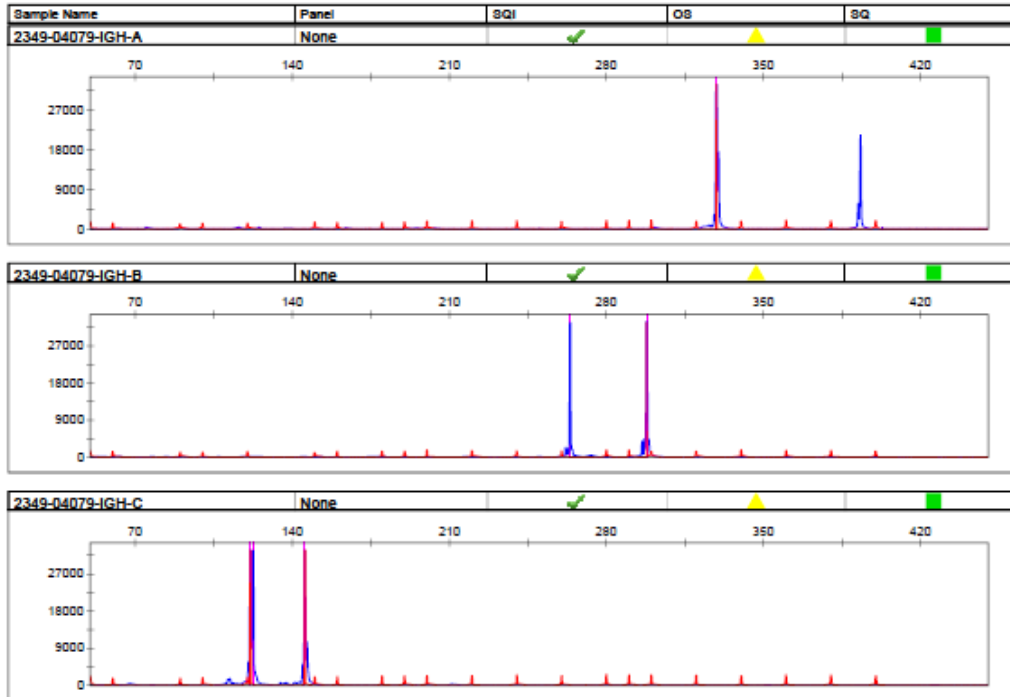 Sample Name Panel SQI OS SQ
2349-04079-IGH-A None
70 140 210 280 350 420
27000
18000
9000
0
2349-04079-IGH-B None
70 140 210 280 350 420
27000
18000
9000
0
2349-04079-IGH-C None
70 140 210 280 350 420
27000
18000
9000
0